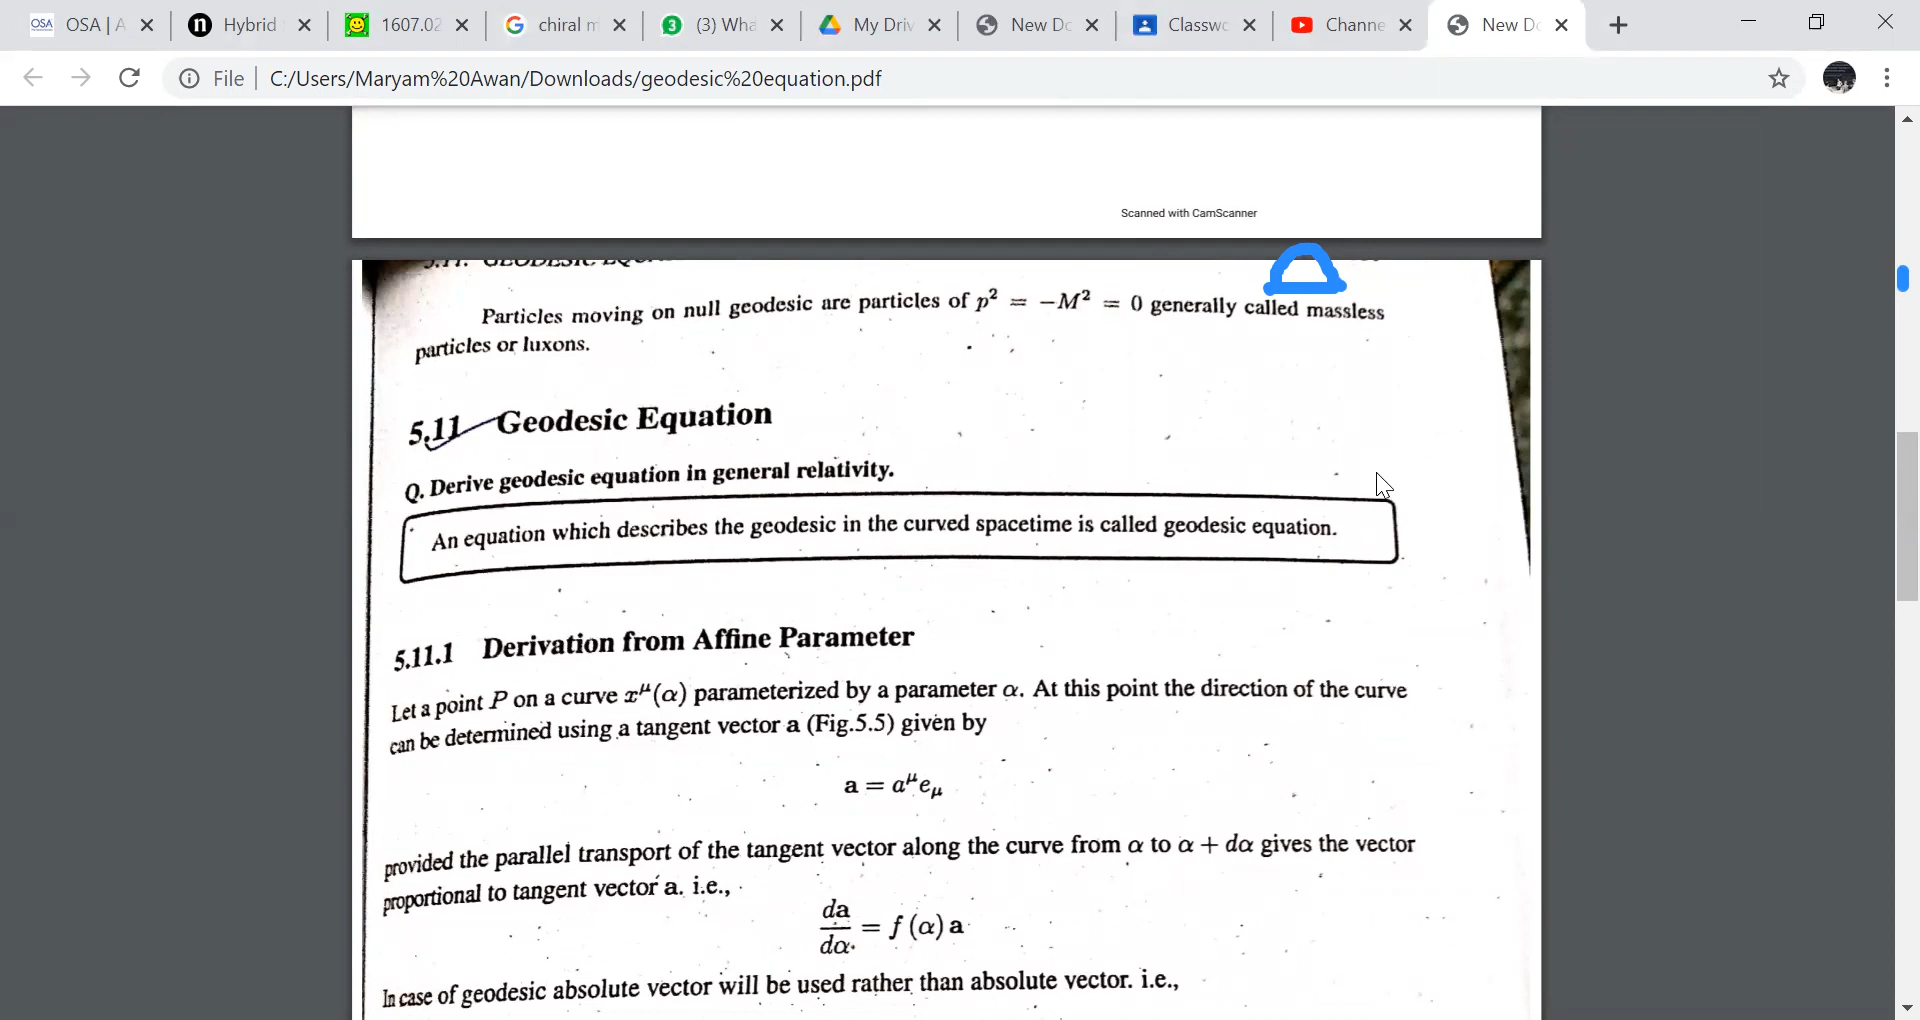 OSA | A
Hybrid
1607.02
chiral m
(3) Wha
My Driv
New Do
Classwo
Channe
New Do
File | C:/Users/Maryam%20Awan/Downloads/geodesic%20equation.pdf
Scanned with CamScanner
5.11. GEODESIC EQU
Particles moving on null geodesic are particles of p² = −M² = 0 generally called massless
particles or luxons.
5.11 Geodesic Equation
Q. Derive geodesic equation in general relativity.
An equation which describes the geodesic in the curved spacetime is called geodesic equation.
5.11.1 Derivation from Affine Parameter
Let a point P on a curve x^μ(α) parameterized by a parameter α. At this point the direction of the curve
can be determined using a tangent vector a (Fig.5.5) given by
a = a^μ e_μ
provided the parallel transport of the tangent vector along the curve from α to α + dα gives the vector
proportional to tangent vector a. i.e.,
da/dα = f (α) a
In case of geodesic absolute vector will be used rather than absolute vector. i.e.,